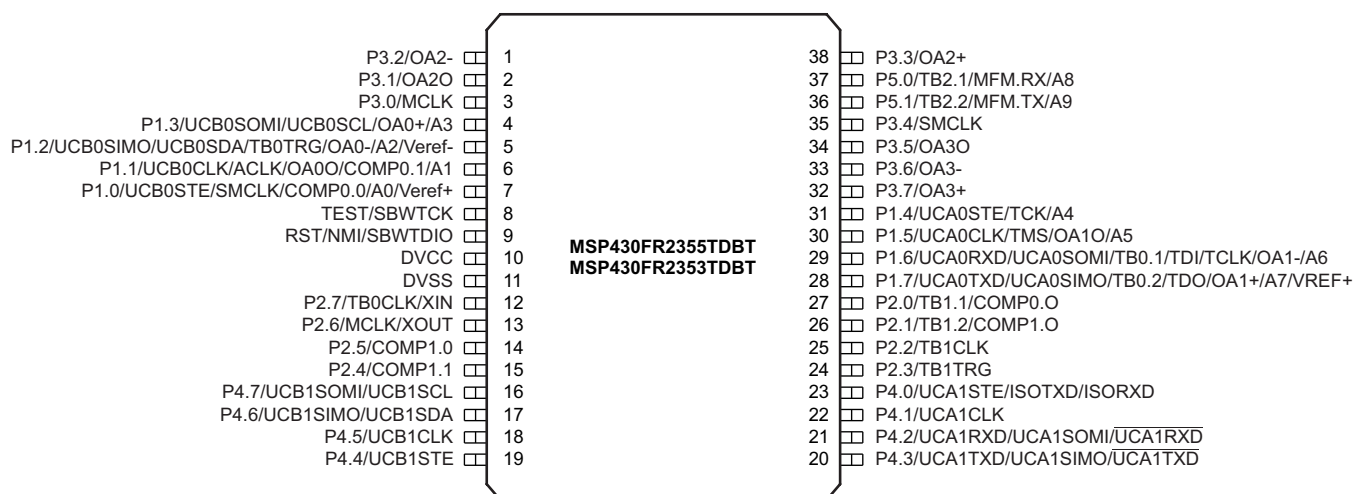 P3.2/OA2- 1
P3.1/OA2O 2
P3.0/MCLK 3
P1.3/UCB0SOMI/UCB0SCL/OA0+/A3 4
P1.2/UCB0SIMO/UCB0SDA/TB0TRG/OA0-/A2/Veref- 5
P1.1/UCB0CLK/ACLK/OA0O/COMP0.1/A1 6
P1.0/UCB0STE/SMCLK/COMP0.0/A0/Veref+ 7
TEST/SBWTCK 8
RST/NMI/SBWTDIO 9
DVCC 10
DVSS 11
P2.7/TB0CLK/XIN 12
P2.6/MCLK/XOUT 13
P2.5/COMP1.0 14
P2.4/COMP1.1 15
P4.7/UCB1SOMI/UCB1SCL 16
P4.6/UCB1SIMO/UCB1SDA 17
P4.5/UCB1CLK 18
P4.4/UCB1STE 19
MSP430FR2355TDBT
MSP430FR2353TDBT
38 P3.3/OA2+
37 P5.0/TB2.1/MFM.RX/A8
36 P5.1/TB2.2/MFM.TX/A9
35 P3.4/SMCLK
34 P3.5/OA3O
33 P3.6/OA3-
32 P3.7/OA3+
31 P1.4/UCA0STE/TCK/A4
30 P1.5/UCA0CLK/TMS/OA1O/A5
29 P1.6/UCA0RXD/UCA0SOMI/TB0.1/TDI/TCLK/OA1-/A6
28 P1.7/UCA0TXD/UCA0SIMO/TB0.2/TDO/OA1+/A7/VREF+
27 P2.0/TB1.1/COMP0.O
26 P2.1/TB1.2/COMP1.O
25 P2.2/TB1CLK
24 P2.3/TB1TRG
23 P4.0/UCA1STE/ISOTXD/ISORXD
22 P4.1/UCA1CLK
21 P4.2/UCA1RXD/UCA1SOMI/UCA1RXD
20 P4.3/UCA1TXD/UCA1SIMO/UCA1TXD